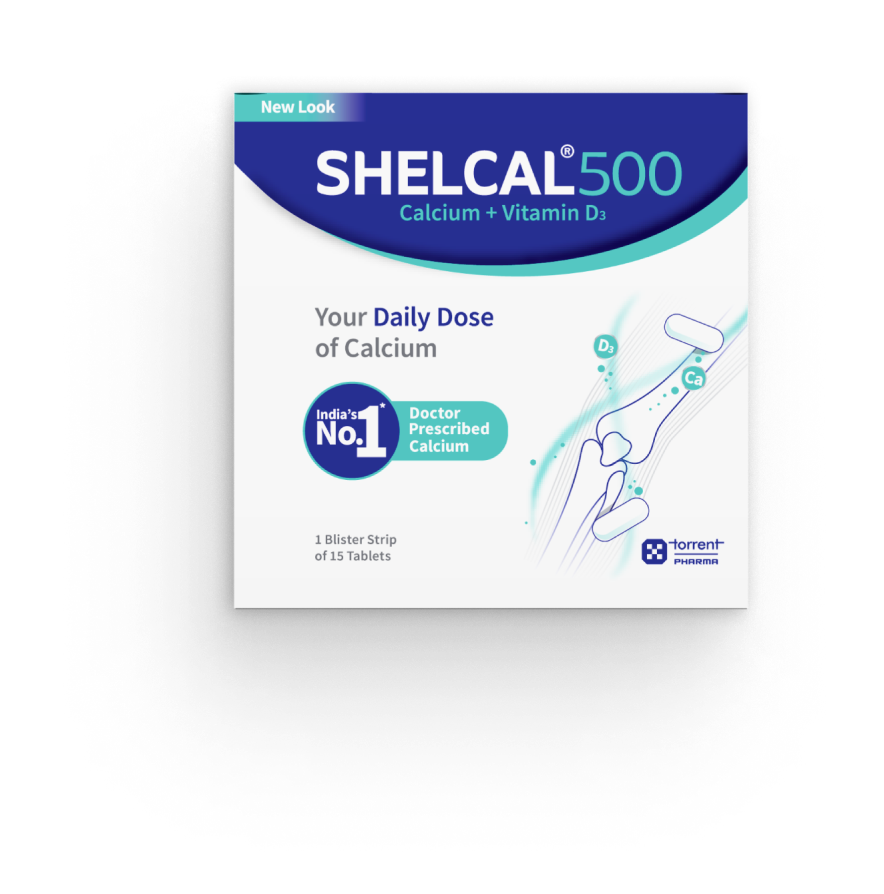 New Look
SHELCAL® 500
Calcium + Vitamin D3
Your Daily Dose
of Calcium
D3
Ca
India's
No.1*
Doctor
Prescribed
Calcium
1 Blister Strip
of 15 Tablets
torrent
PHARMA